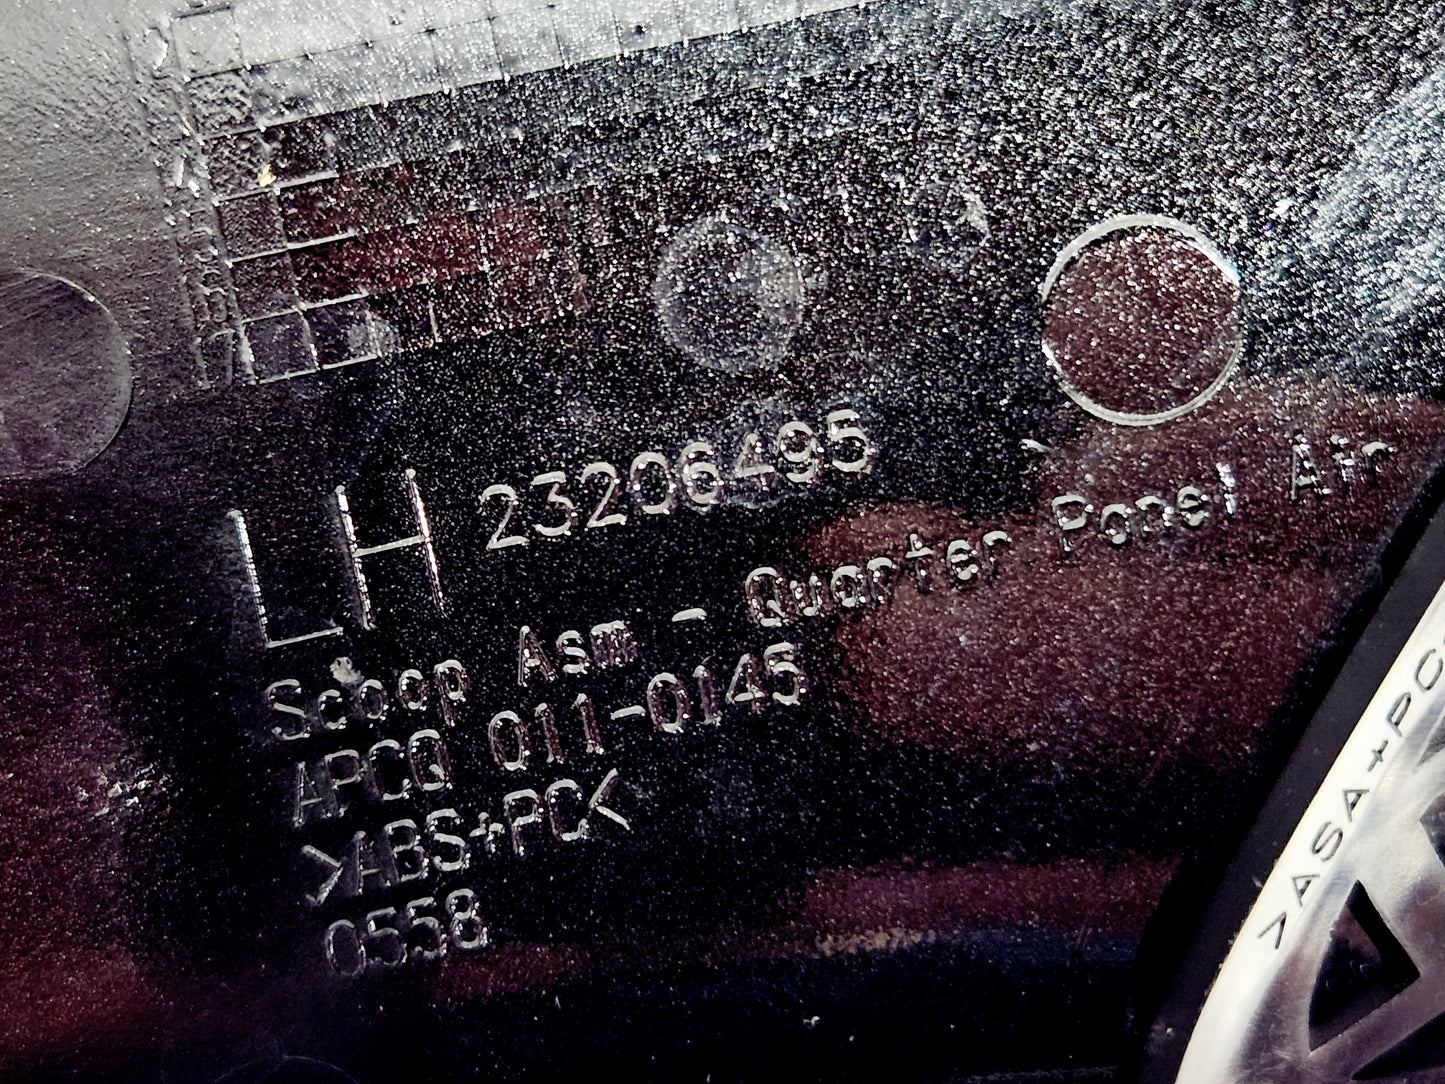 LH 23206495
Scoop Asm - Quarter Panel Air
APCQ 011-0145
>ABS+PC<
0558
>ASA+PC